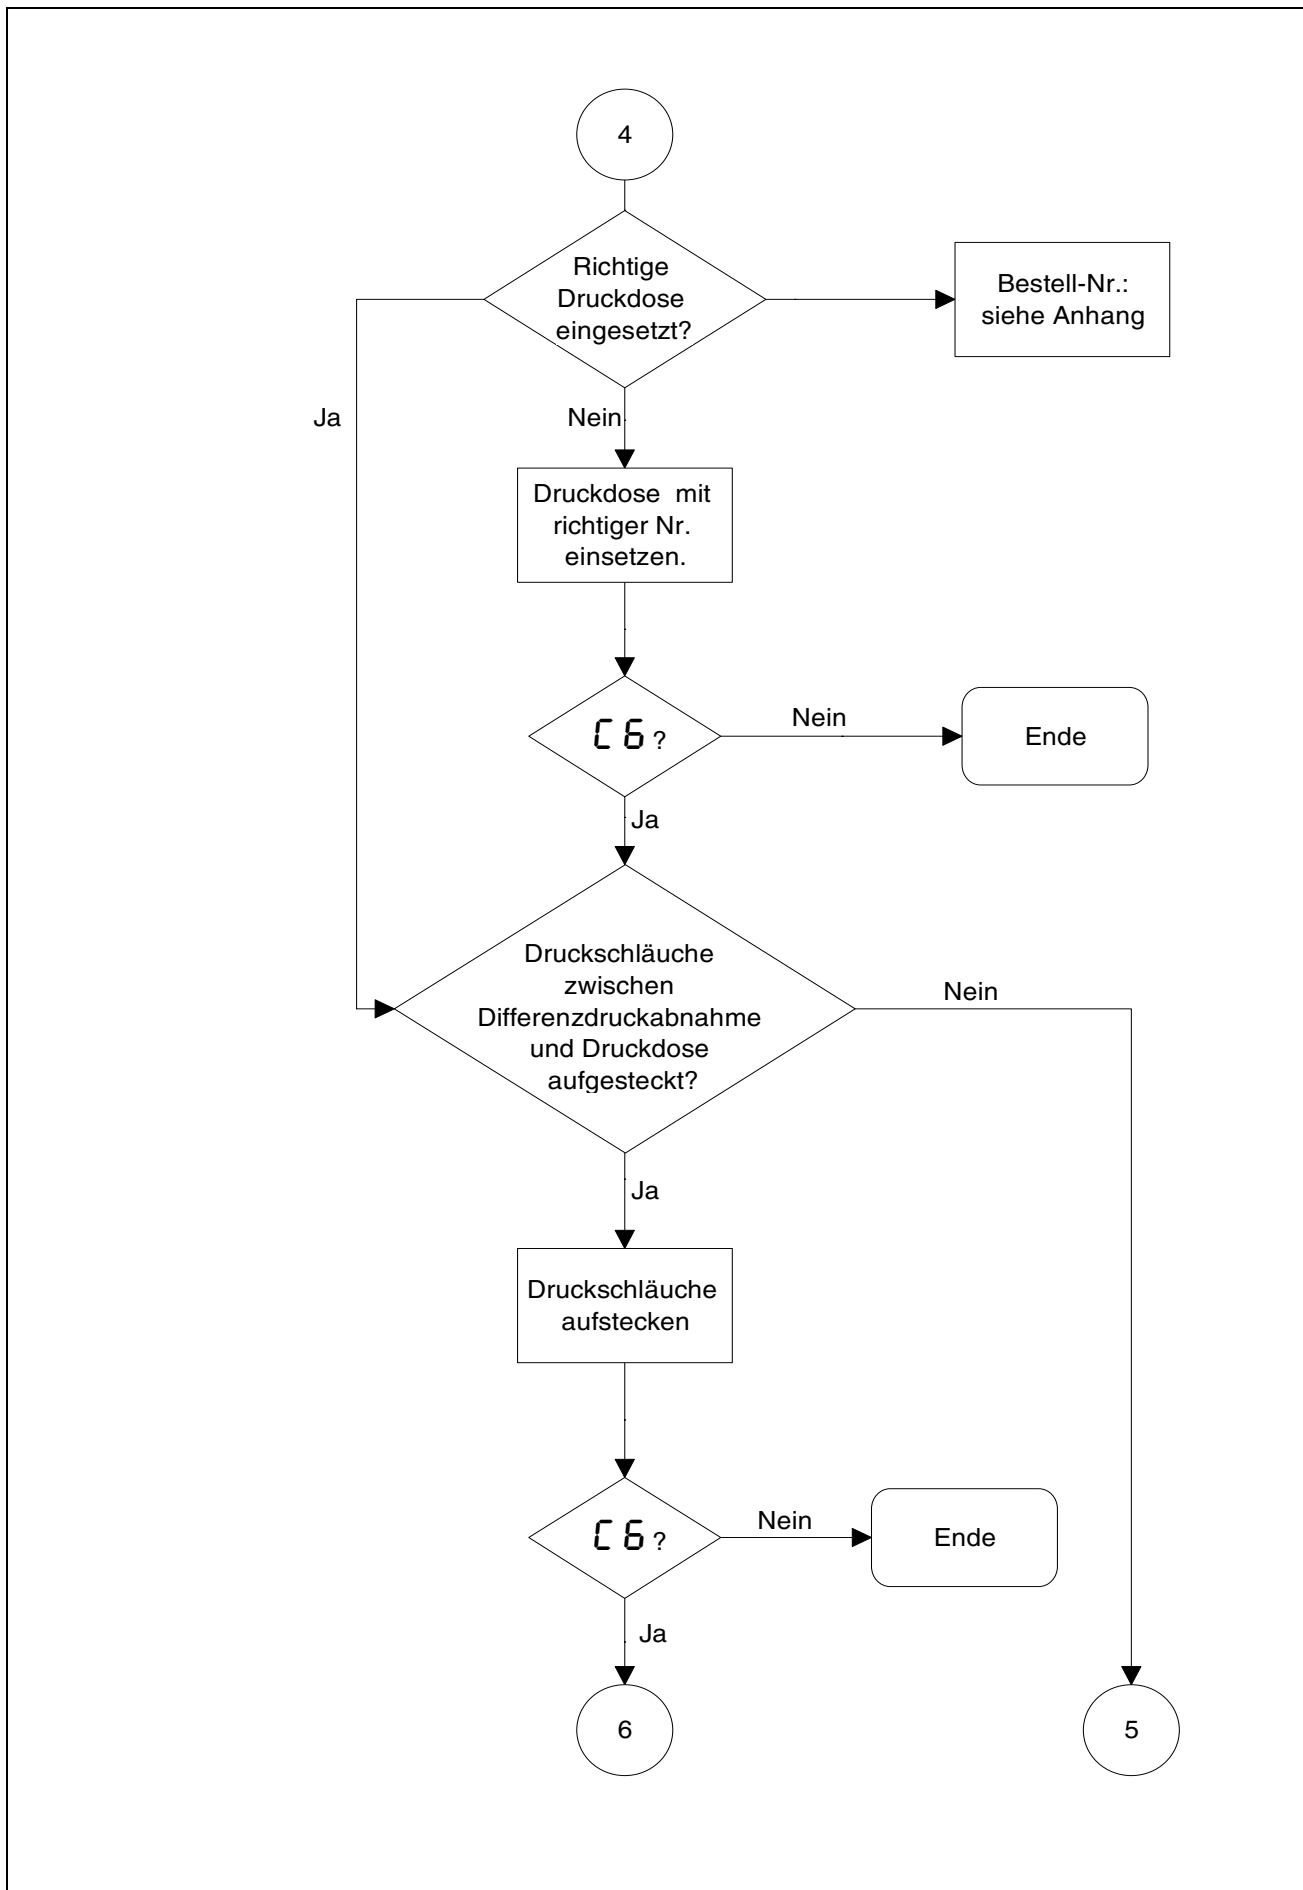 4
Richtige
Druckdose
eingesetzt?
Bestell-Nr.:
siehe Anhang
Ja
Nein
Druckdose mit
richtiger Nr.
einsetzen.
C6?
Nein
Ende
Ja
Druckschläuche
zwischen
Differenzdruckabnahme
und Druckdose
aufgesteckt?
Nein
Ja
Druckschläuche
aufstecken
C6?
Nein
Ende
Ja
6
5